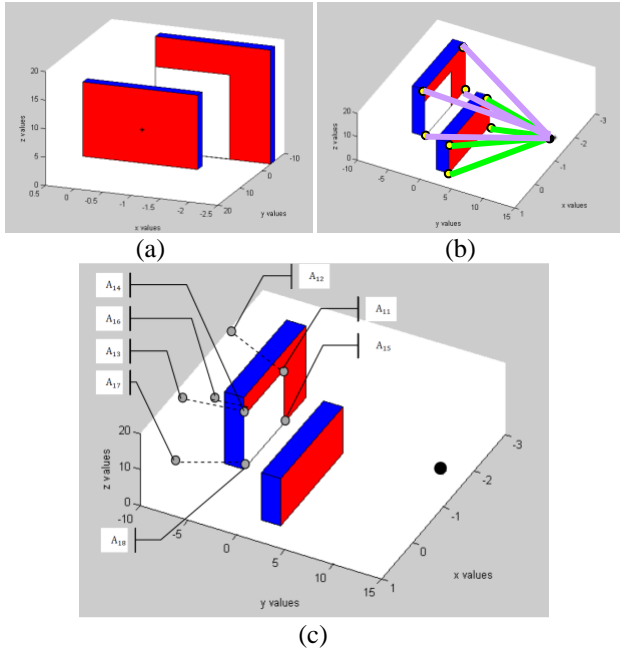 20
15
10
5
0
z values
0.5
0
-0.5
-1
-1.5
-2
-2.5
x values
20
10
0
-10
y values
(a)
20
10
0
z values
-10
-5
0
5
10
15
y values
1
0
-1
-2
-3
x values
(b)
A₁₂
A₁₄
A₁₁
A₁₆
A₁₃
A₁₅
A₁₇
A₁₈
20
10
0
z values
-10
-5
0
5
10
15
y values
1
0
-1
-2
-3
x values
(c)